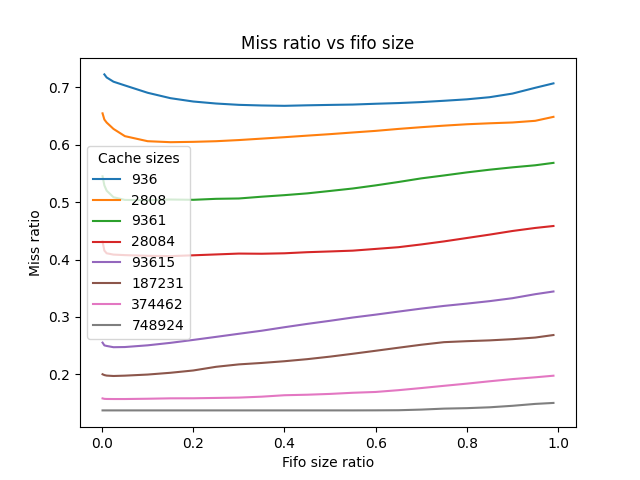 Miss ratio vs fifo size
Miss ratio
0.7
0.6
0.5
0.4
0.3
0.2
Cache sizes
936
2808
9361
28084
93615
187231
374462
748924
0.0 0.2 0.4 0.6 0.8 1.0
Fifo size ratio